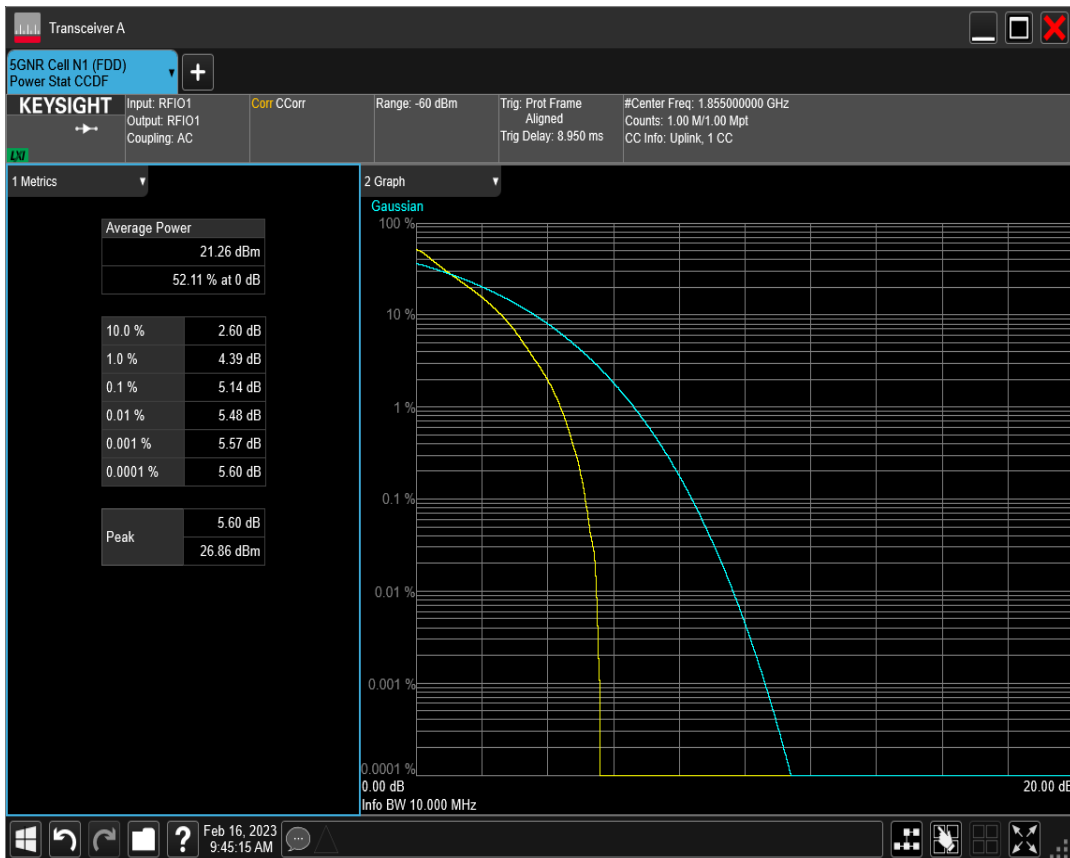 Transceiver A
5GNR Cell N1 (FDD)
Power Stat CCDF
KEYSIGHT
LXI
Input: RFIO1
Output: RFIO1
Coupling: AC
Corr CCorr
Range: -60 dBm
Trig: Prot Frame
Aligned
Trig Delay: 8.950 ms
#Center Freq: 1.855000000 GHz
Counts: 1.00 M/1.00 Mpt
CC Info: Uplink, 1 CC
1 Metrics
Average Power
21.26 dBm
52.11 % at 0 dB
10.0 % 2.60 dB
1.0 % 4.39 dB
0.1 % 5.14 dB
0.01 % 5.48 dB
0.001 % 5.57 dB
0.0001 % 5.60 dB
Peak 5.60 dB
26.86 dBm
2 Graph
Gaussian
100 %
10 %
1 %
0.1 %
0.01 %
0.001 %
0.0001 %
0.00 dB 20.00 dB
Info BW 10.000 MHz
Feb 16, 2023
9:45:15 AM